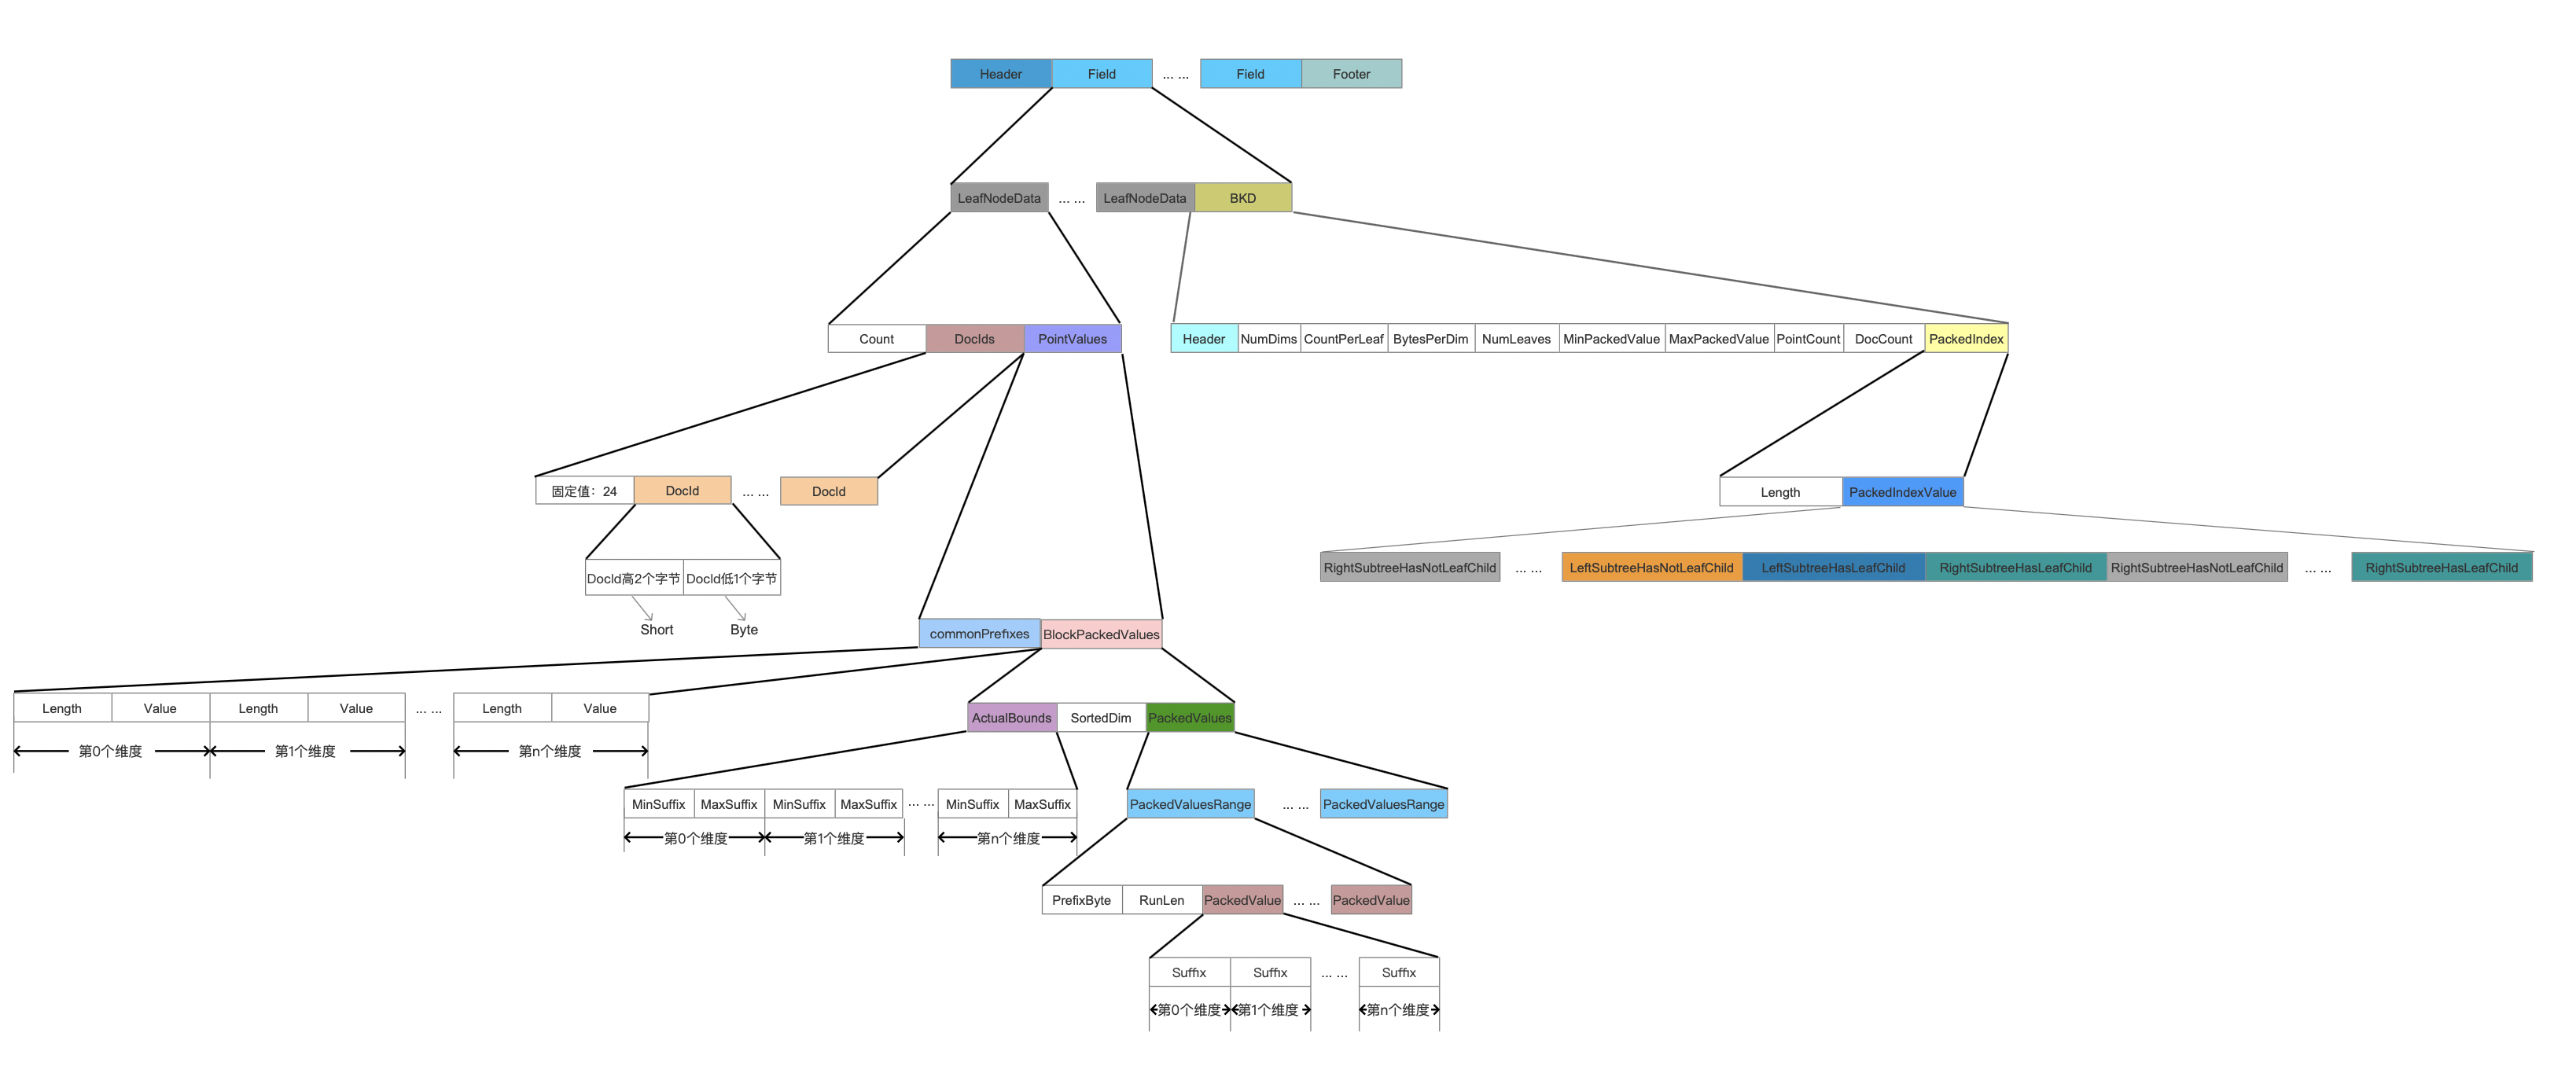 Header Field ... ... Field Footer
LeafNodeData ... ... LeafNodeData BKD
Count DocIds PointValues
Header NumDims CountPerLeaf BytesPerDim NumLeaves MinPackedValue MaxPackedValue PointCount DocCount PackedIndex
固定值：24 DocId ... ... DocId
Length PackedIndexValue
DocId高2个字节 DocId低1个字节
Short Byte
RightSubtreeHasNotLeafChild ... ... LeftSubtreeHasNotLeafChild LeftSubtreeHasLeafChild RightSubtreeHasLeafChild RightSubtreeHasNotLeafChild ... ... RightSubtreeHasLeafChild
commonPrefixes BlockPackedValues
Length Value Length Value ... ... Length Value
第0个维度 第1个维度 第n个维度
ActualBounds SortedDim PackedValues
MinSuffix MaxSuffix MinSuffix MaxSuffix ... ... MinSuffix MaxSuffix
第0个维度 第1个维度 第n个维度
PackedValuesRange ... ... PackedValuesRange
PrefixByte RunLen PackedValue ... ... PackedValue
Suffix Suffix ... ... Suffix
第0个维度 第1个维度 第n个维度